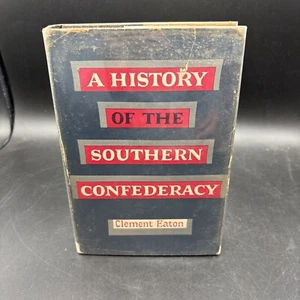 A HISTORY
OF THE
SOUTHERN
CONFEDERACY
Clement Eaton